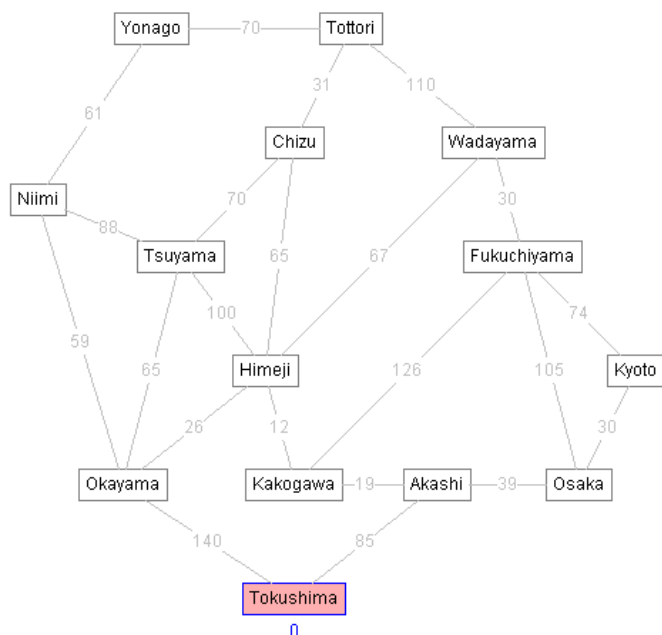 Yonago 70 Tottori
61 31 110
Chizu Wadayama
Niimi 88 70 30
Tsuyama Fukuchiyama
65 67
59 65 100 74
Himeji 126 105 Kyoto
26 12 30
Okayama Kakogawa 19 Akashi 39 Osaka
140 85
Tokushima
0